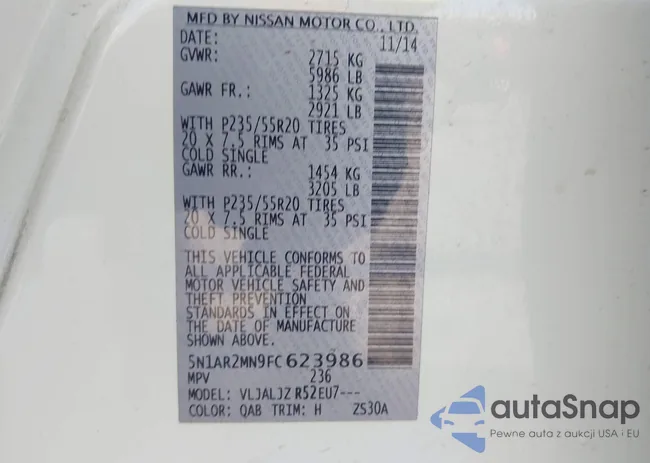 MFD BY NISSAN MOTOR CO., LTD.
DATE: 11/14
GVWR: 2715 KG
5986 LB
GAWR FR.: 1325 KG
2921 LB
WITH P235/55R20 TIRES
20 X 7.5 RIMS AT 35 PSI
COLD SINGLE
GAWR RR.: 1454 KG
3205 LB
WITH P235/55R20 TIRES
20 X 7.5 RIMS AT 35 PSI
COLD SINGLE
THIS VEHICLE CONFORMS TO
ALL APPLICABLE FEDERAL
MOTOR VEHICLE SAFETY AND
THEFT PREVENTION
STANDARDS IN EFFECT ON
THE DATE OF MANUFACTURE
SHOWN ABOVE.
5N1AR2MN9FC623986
MPV 236
MODEL: VLJALJZ R52EU7---
COLOR: QAB TRIM: H ZS30A
autaSnap
Pewne auta z aukcji USA i EU